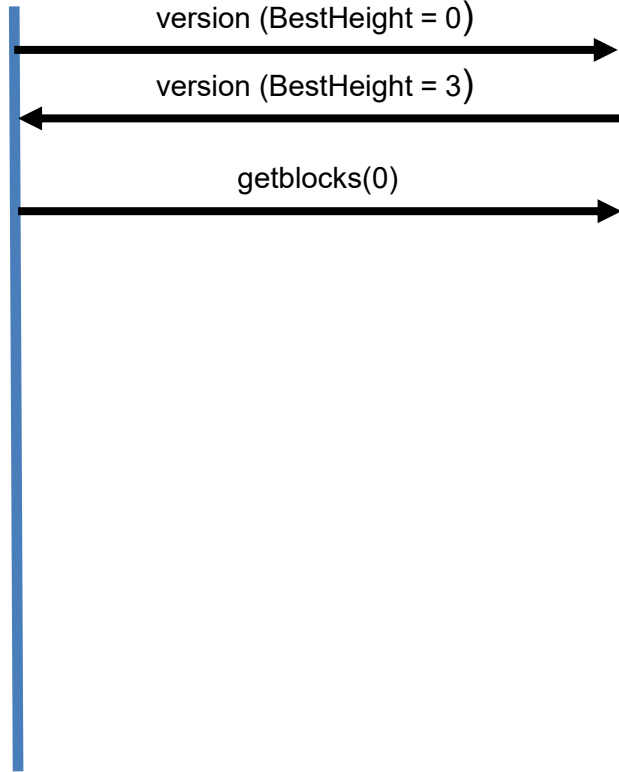 version (BestHeight = 0)
version (BestHeight = 3)
getblocks(0)